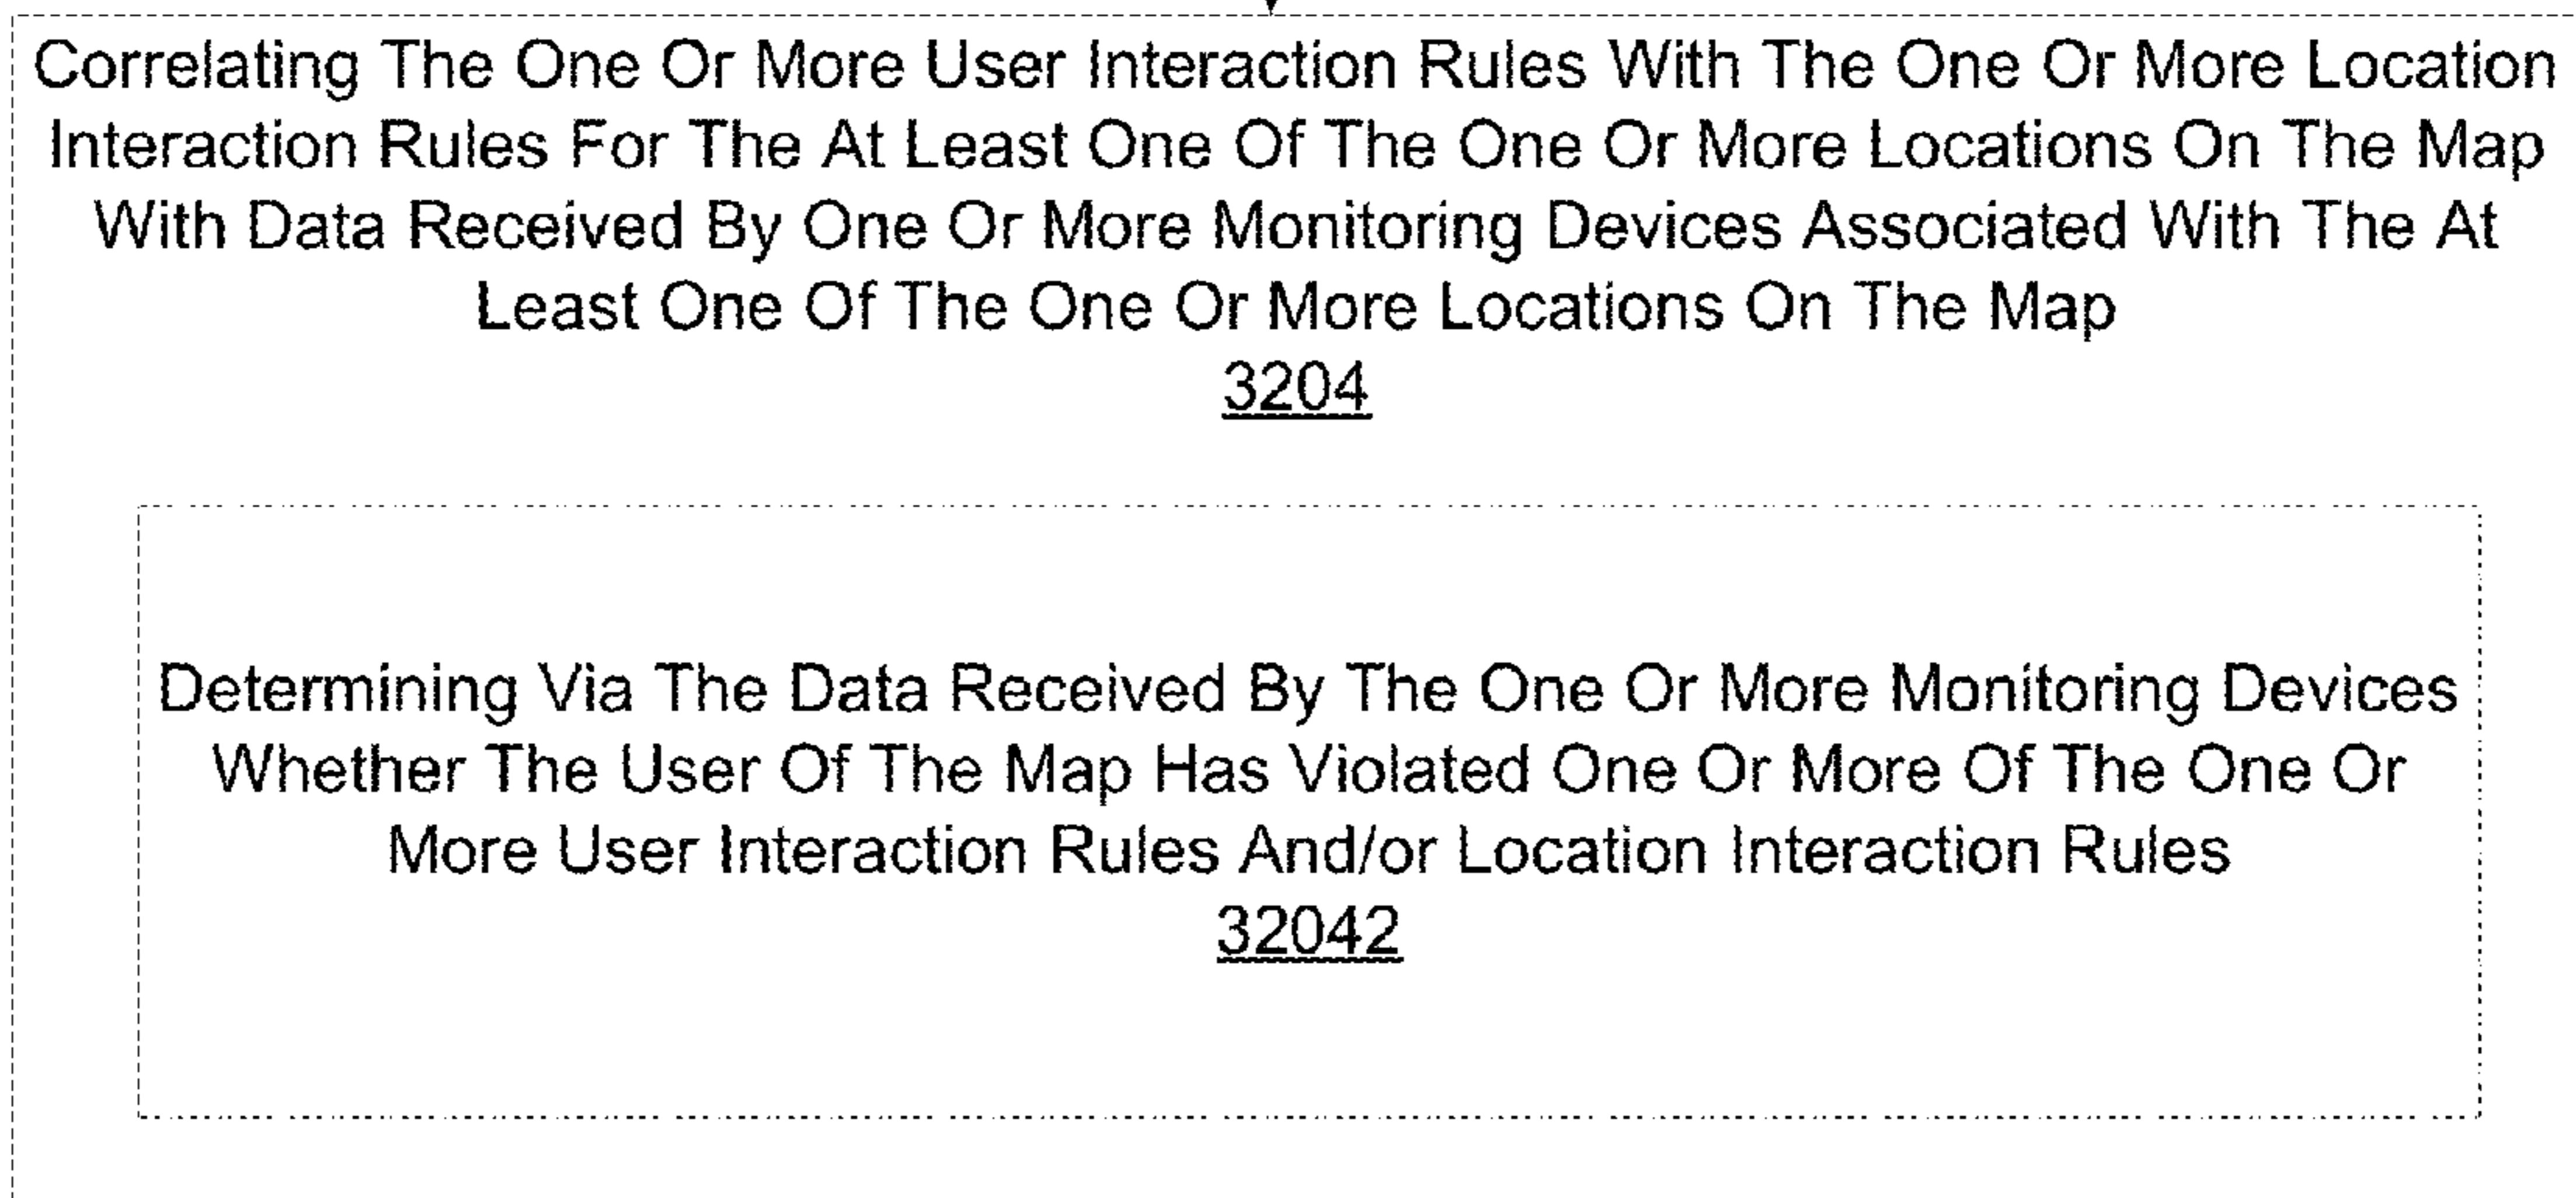 Correlating The One Or More User Interaction Rules With The One Or More Location
Interaction Rules For The At Least One Of The One Or More Locations On The Map
With Data Received By One Or More Monitoring Devices Associated With The At
Least One Of The One Or More Locations On The Map
3204
Determining Via The Data Received By The One Or More Monitoring Devices
Whether The User Of The Map Has Violated One Or More Of The One Or
More User Interaction Rules And/or Location Interaction Rules
32042